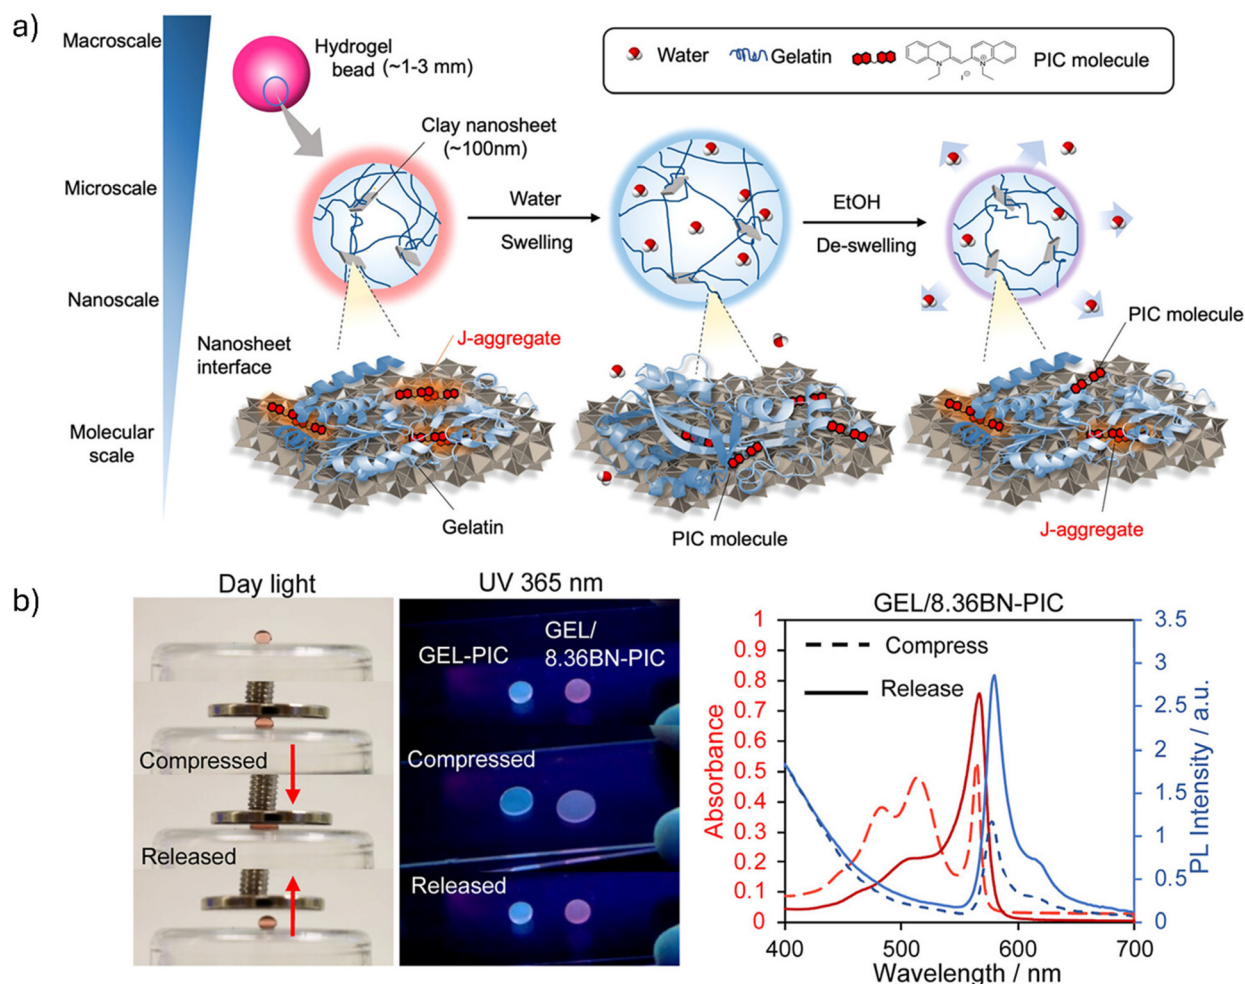 a)
Macroscale
Microscale
Nanoscale
Molecular
scale
Hydrogel
bead (~1-3 mm)
Water
Gelatin
N
N
⊕
I⊖
PIC molecule
Clay nanosheet
(~100nm)
Water
Swelling
EtOH
De-swelling
Nanosheet
interface
J-aggregate
Gelatin
PIC molecule
PIC molecule
J-aggregate
b)
Day light
Compressed
Released
UV 365 nm
GEL-PIC
GEL/
8.36BN-PIC
Compressed
Released
GEL/8.36BN-PIC
Compress
Release
Absorbance
1
0.9
0.8
0.7
0.6
0.5
0.4
0.3
0.2
0.1
0
3.5
3
2.5
2
1.5
1
0.5
0
PL Intensity / a.u.
400
500
600
700
Wavelength / nm